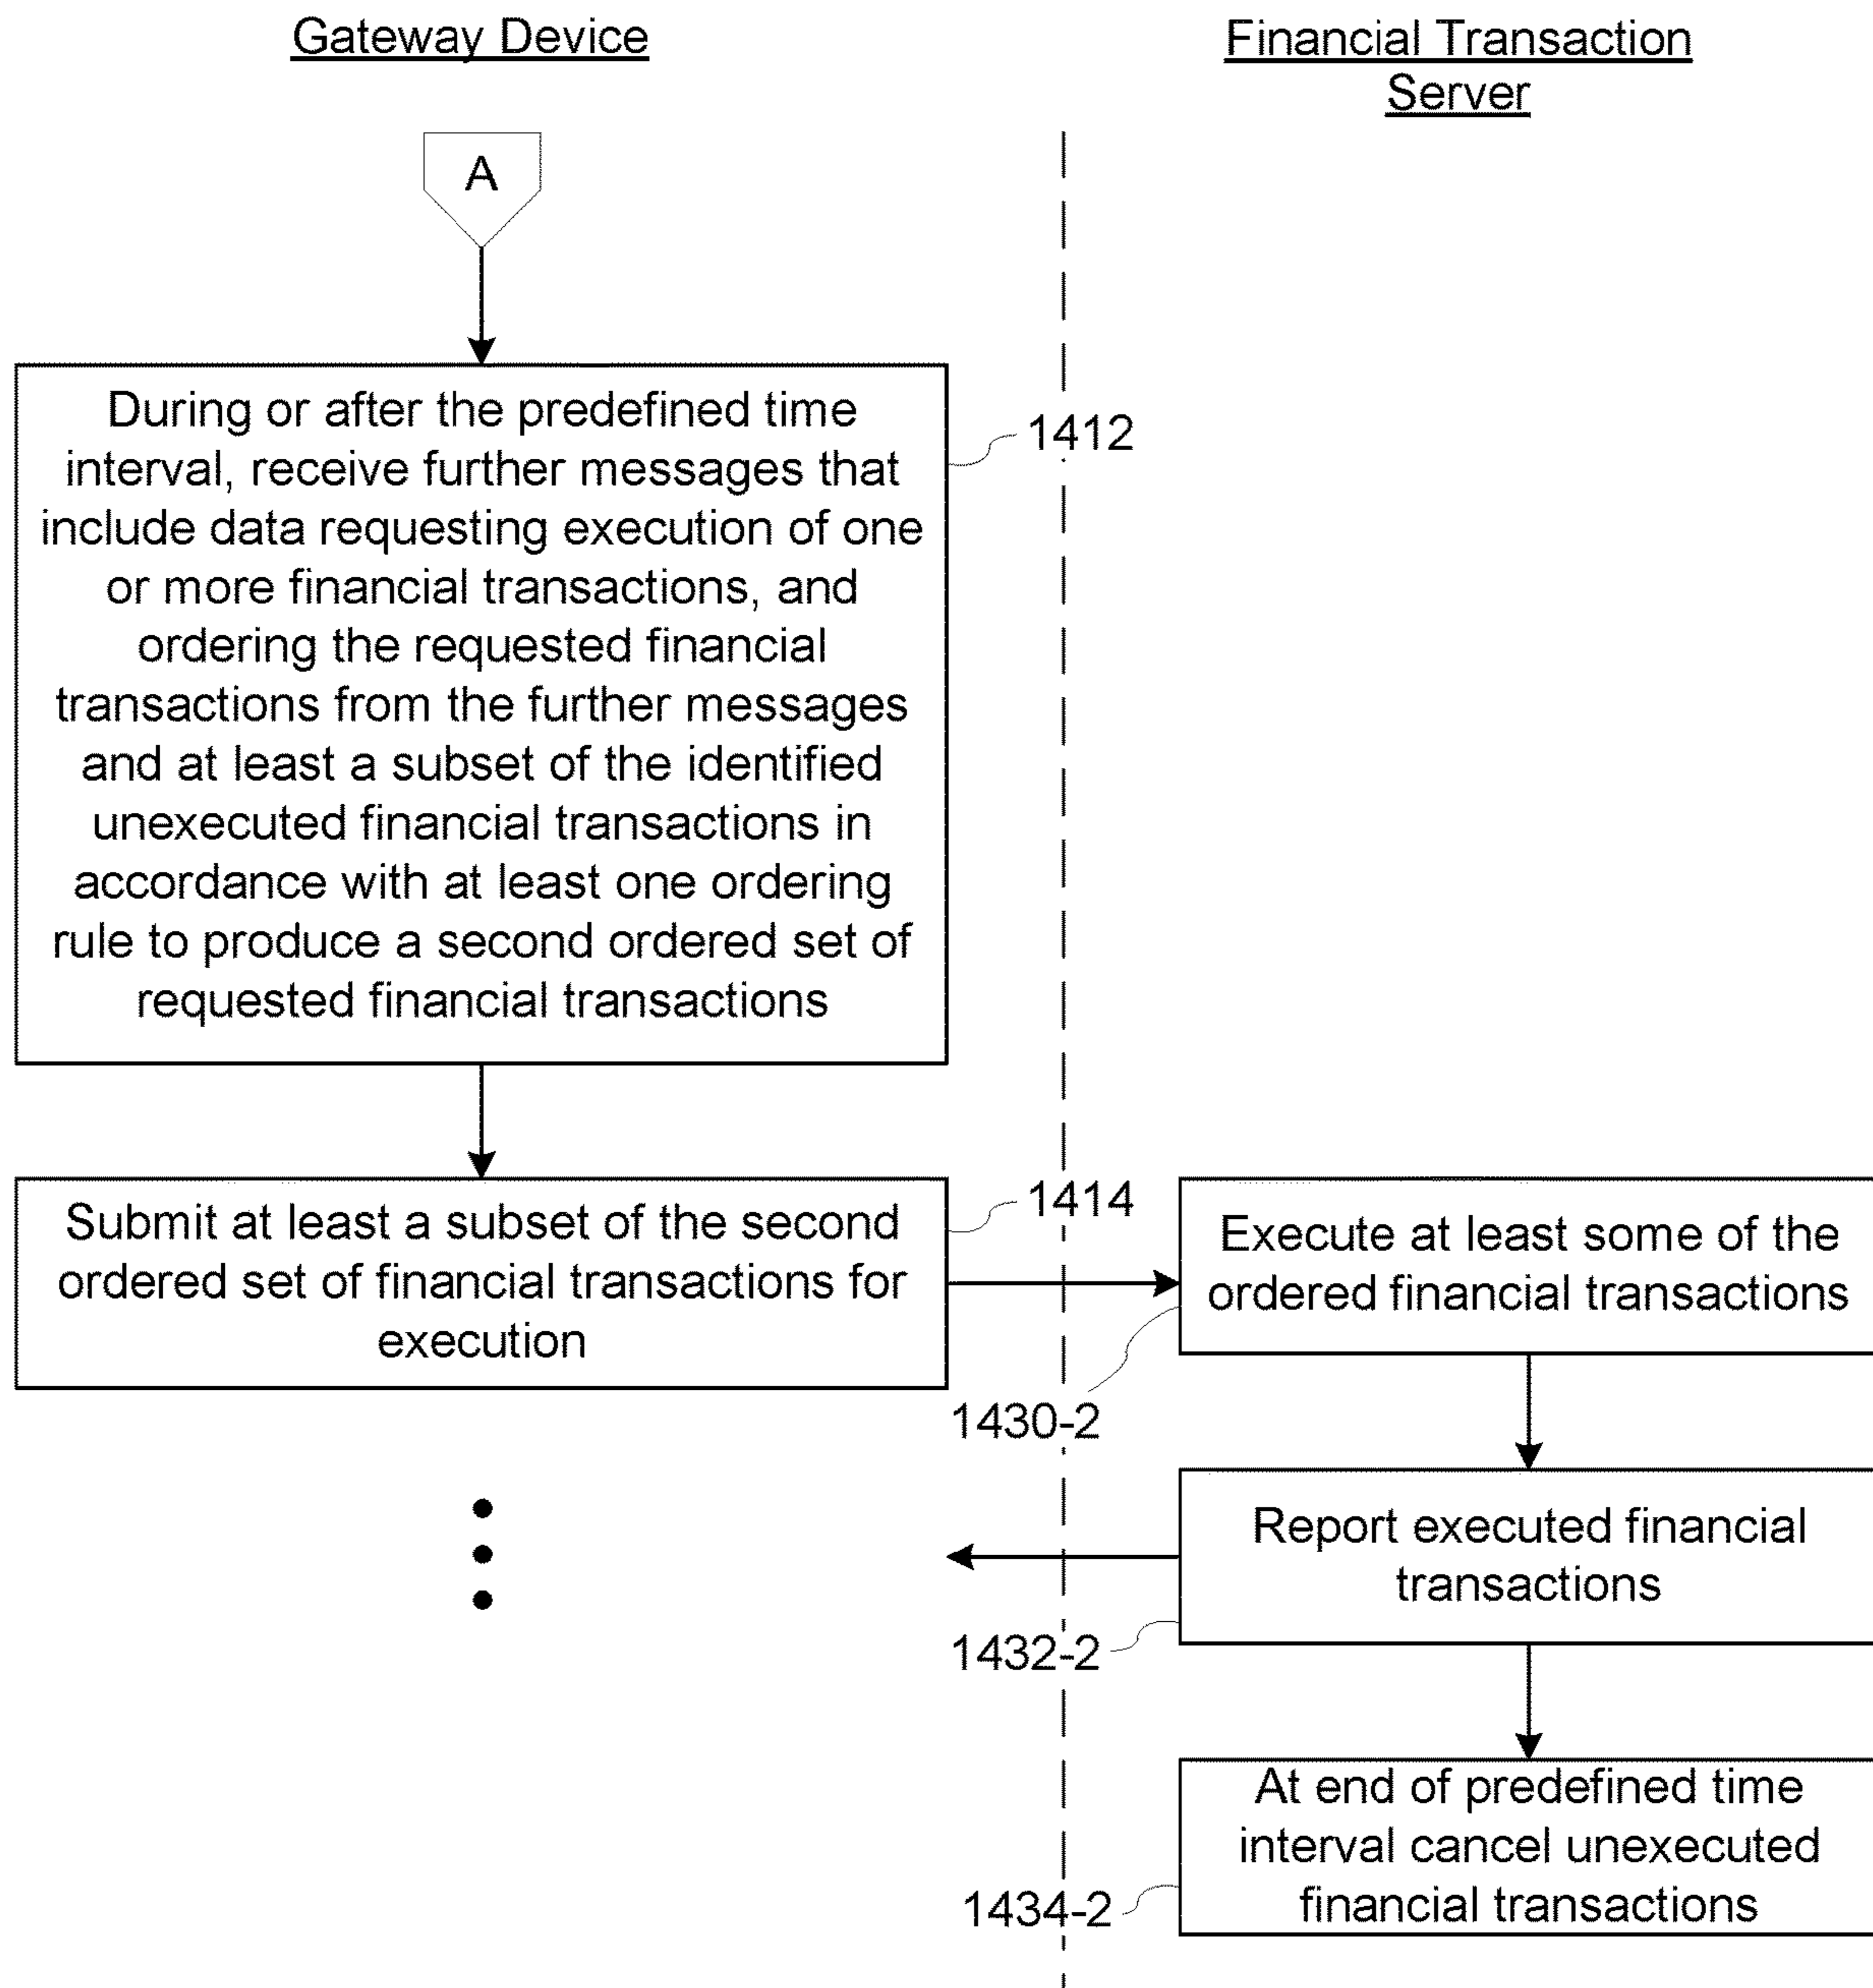 Gateway Device
Financial Transaction
Server
A
During or after the predefined time
interval, receive further messages that
include data requesting execution of one
or more financial transactions, and
ordering the requested financial
transactions from the further messages
and at least a subset of the identified
unexecuted financial transactions in
accordance with at least one ordering
rule to produce a second ordered set of
requested financial transactions
1412
Submit at least a subset of the second
ordered set of financial transactions for
execution
1414
Execute at least some of the
ordered financial transactions
1430-2
Report executed financial
transactions
1432-2
At end of predefined time
interval cancel unexecuted
financial transactions
1434-2